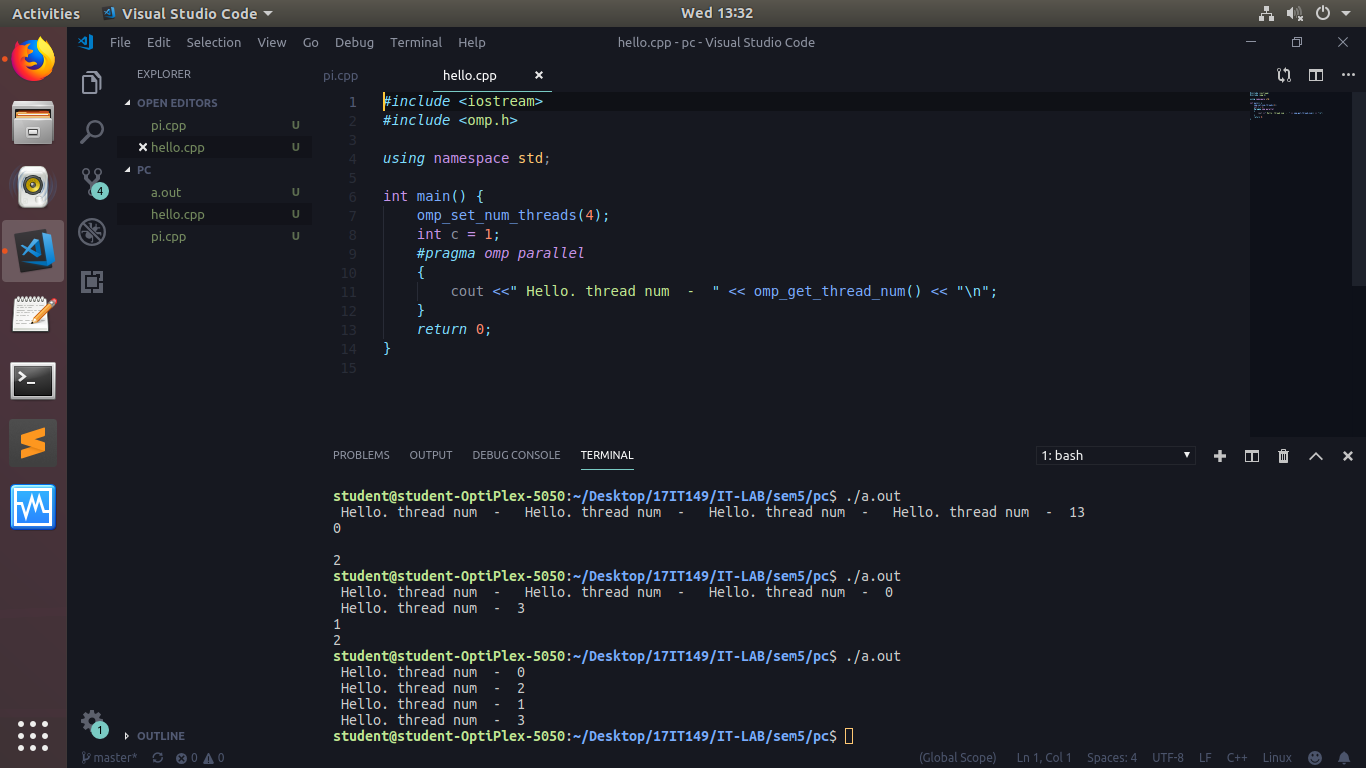 Activities Visual Studio Code Wed 13:32
File Edit Selection View Go Debug Terminal Help hello.cpp - pc - Visual Studio Code
EXPLORER
OPEN EDITORS
pi.cpp U
hello.cpp U
PC
a.out U
hello.cpp U
pi.cpp U
4
1
OUTLINE
pi.cpp hello.cpp
1 #include <iostream>
2 #include <omp.h>
3
4 using namespace std;
5
6 int main() {
7     omp_set_num_threads(4);
8     int c = 1;
9     #pragma omp parallel
10     {
11         cout <<" Hello. thread num  -  " << omp_get_thread_num() << "\n";
12     }
13     return 0;
14 }
15
PROBLEMS OUTPUT DEBUG CONSOLE TERMINAL 1: bash
student@student-OptiPlex-5050:~/Desktop/17IT149/IT-LAB/sem5/pc$ ./a.out
 Hello. thread num  -   Hello. thread num  -   Hello. thread num  -   Hello. thread num  -  13
0

2
student@student-OptiPlex-5050:~/Desktop/17IT149/IT-LAB/sem5/pc$ ./a.out
 Hello. thread num  -   Hello. thread num  -   Hello. thread num  -  0
 Hello. thread num  -  3
1
2
student@student-OptiPlex-5050:~/Desktop/17IT149/IT-LAB/sem5/pc$ ./a.out
 Hello. thread num  -  0
 Hello. thread num  -  2
 Hello. thread num  -  1
 Hello. thread num  -  3
student@student-OptiPlex-5050:~/Desktop/17IT149/IT-LAB/sem5/pc$
master* 0 0 (Global Scope) Ln 1, Col 1 Spaces: 4 UTF-8 LF C++ Linux